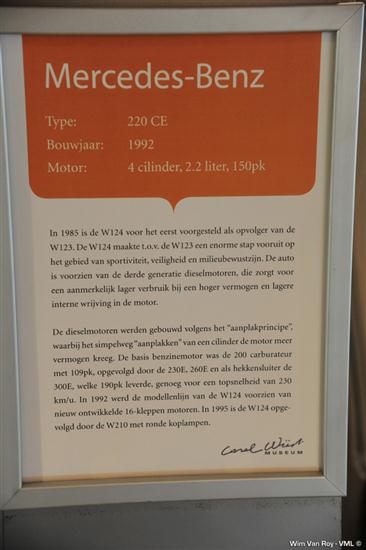 Mercedes-Benz
Type: 220 CE
Bouwjaar: 1992
Motor: 4 cilinder, 2.2 liter, 150pk
In 1985 is de W124 voor het eerst voorgesteld als opvolger van de
W123. De W124 maakte t.o.v. de W123 een enorme stap vooruit op
het gebied van sportiviteit, veiligheid en milieubewustzijn. De auto
is voorzien van de derde generatie dieselmotoren, die zorgt voor
een aanmerkelijk lager verbruik bij een hoger vermogen en lagere
interne wrijving in de motor.
De dieselmotoren werden gebouwd volgens het "aanplakprincipe",
waarbij het simpelweg "aanplakken" van een cilinder de motor meer
vermogen kreeg. De basis benzinemotor was de 200 carburateur
met 109pk, opgevolgd door de 230E, 260E en als hekkensluiter de
300E, welke 190pk leverde, genoeg voor een topsnelheid van 230
km/u. In 1992 werd de modellenlijn van de W124 voorzien van
nieuw ontwikkelde 16-kleppen motoren. In 1995 is de W124 opge-
volgd door de W210 met ronde koplampen.
Carel Wüst
MUSEUM
Wim Van Roy - VML ©